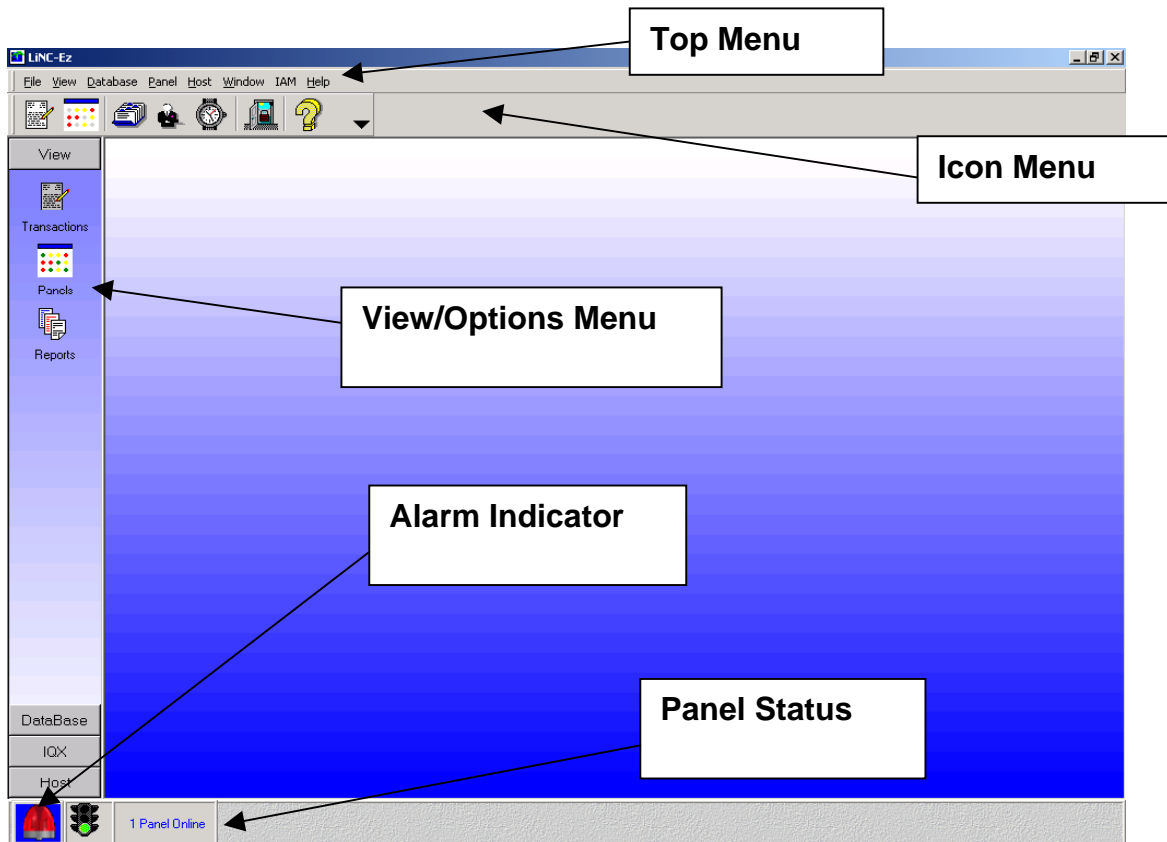 Top Menu
LiNC-Ez
File View Database Panel Host Window IAM Help
Icon Menu
View
Transactions
Panels
Reports
View/Options Menu
Alarm Indicator
Panel Status
DataBase
IQX
Host
1 Panel Online